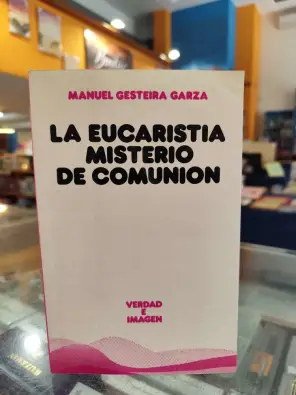 MANUEL GESTEIRA GARZA
LA EUCARISTIA
MISTERIO
DE COMUNION
VERDAD
E
IMAGEN